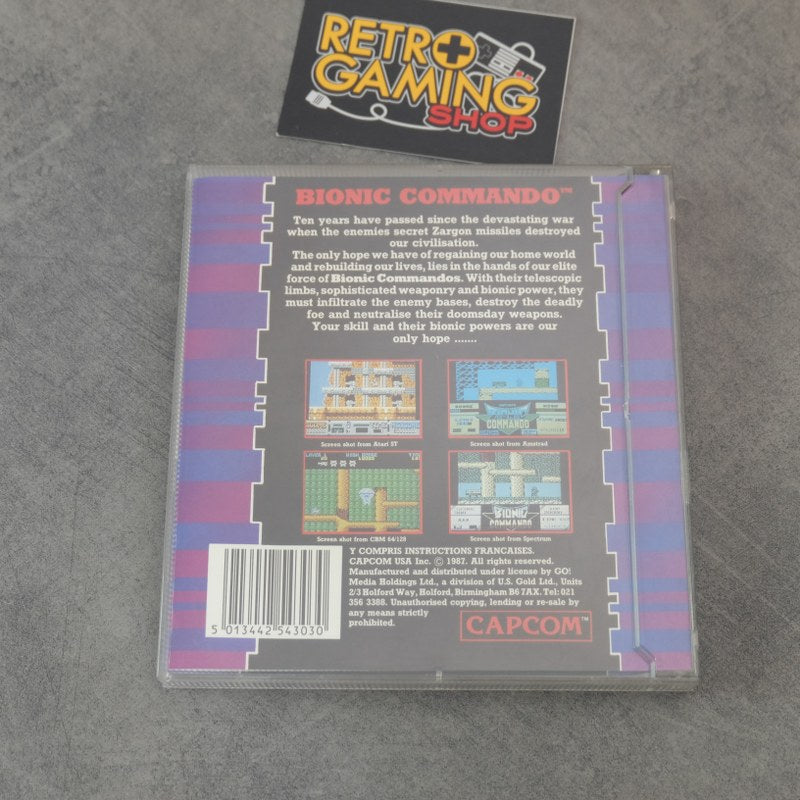 RETRO
GAMING
SHOP
BIONIC COMMANDO™
Ten years have passed since the devastating war
when the enemies secret Zargon missiles destroyed
our civilisation.
The only hope we have of regaining our home world
and rebuilding our lives, lies in the hands of our elite
force of Bionic Commandos. With their telescopic
limbs, sophisticated weaponry and bionic power, they
must infiltrate the enemy bases, destroy the deadly
foe and neutralise their doomsday weapons.
Your skill and their bionic powers are our
only hope .......
COMMANDO
Screen shot from Atari ST
Screen shot from Amstrad
BIONIC
COMMANDO
Screen shot from CBM 64/128
Screen shot from Spectrum
Y COMPRIS INSTRUCTIONS FRANCAISES.
CAPCOM USA Inc. © 1987. All rights reserved.
Manufactured and distributed under license by GO!
Media Holdings Ltd., a division of U.S. Gold Ltd., Units
2/3 Holford Way, Holford, Birmingham B6 7AX. Tel: 021
356 3388. Unauthorised copying, lending or re-sale by
any means strictly
prohibited.
CAPCOM™
5 013442 543030